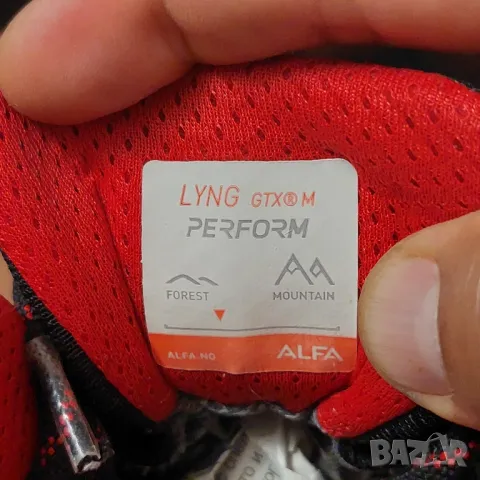 LYNG GTX® M
PERFORM
FOREST MOUNTAIN
ALFA.NO ALFA
BAZAR